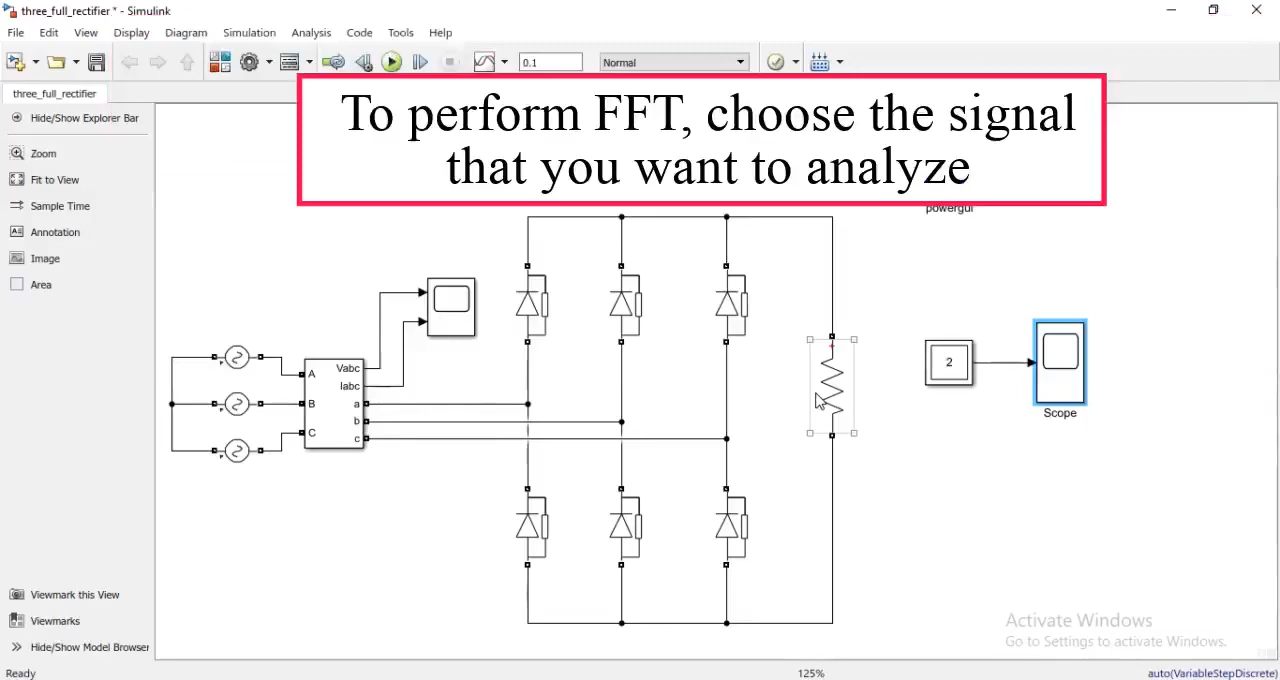 three_full_rectifier * - Simulink
File Edit View Display Diagram Simulation Analysis Code Tools Help
0.1 Normal
three_full_rectifier
To perform FFT, choose the signal
that you want to analyze
Hide/Show Explorer Bar
Zoom
Fit to View
Sample Time
Annotation
Image
Area
powergui
Vabc
Iabc
A
a
B
b
C
c
2
Scope
Viewmark this View
Viewmarks
Hide/Show Model Browser
Activate Windows
Go to Settings to activate Windows.
Ready 125% auto(VariableStepDiscrete)